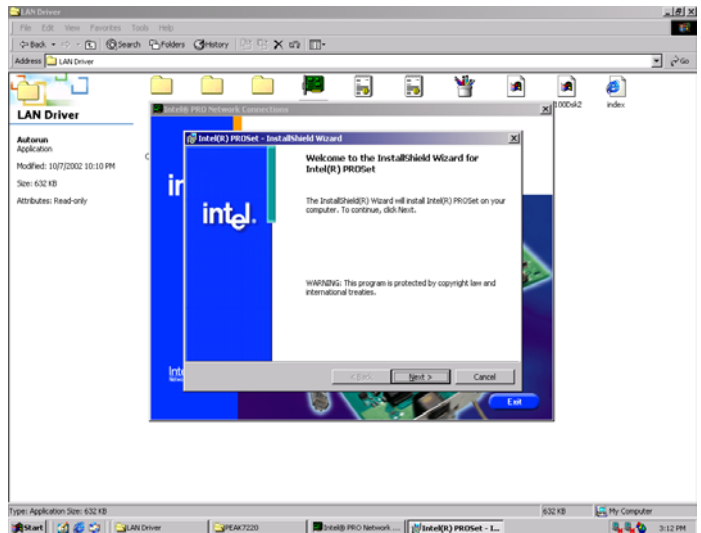 LAN Driver
File Edit View Favorites Tools Help
Back Search Folders History
Address LAN Driver Go
LAN Driver
Autorun
Application
Modified: 10/7/2002 10:10 PM
Size: 632 KB
Attributes: Read-only
100Dsk2 index
Intel® PRO Network Connections
Intel(R) PROSet - InstallShield Wizard
intel.
Welcome to the InstallShield Wizard for
Intel(R) PROSet
The InstallShield(R) Wizard will install Intel(R) PROSet on your
computer. To continue, click Next.
WARNING: This program is protected by copyright law and
international treaties.
< Back Next > Cancel
Exit
Type: Application Size: 632 KB 632 KB My Computer
Start LAN Driver PEAK7220 Intel® PRO Network ... Intel(R) PROSet - I... 3:12 PM